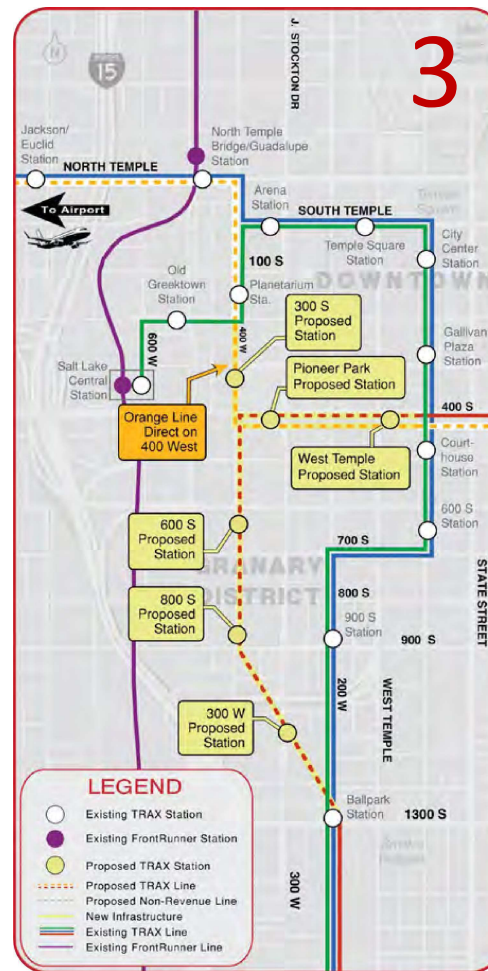 3
J. STOCKTON DR
N
15
Jackson/
Euclid
Station
NORTH TEMPLE
North Temple
Bridge/Guadalupe
Station
To Airport
Arena
Station
SOUTH TEMPLE
Temple Square
Station
City
Center
Station
100 S
DOWNTOWN
Old
Greektown
Station
Planetarium
Sta.
300 S
Proposed
Station
Gallivan
Plaza
Station
600 W
400 W
Salt Lake
Central
Station
Pioneer Park
Proposed Station
400 S
Orange Line
Direct on
400 West
West Temple
Proposed Station
Court-
house
Station
600 S
Station
600 S
Proposed
Station
700 S
GRANARY
DISTRICT
800 S
800 S
Proposed
Station
900 S
Station
900 S
STATE STREET
200 W
WEST TEMPLE
300 W
Proposed
Station
Ballpark
Station
1300 S
300 W
LEGEND
Existing TRAX Station
Existing FrontRunner Station
Proposed TRAX Station
Proposed TRAX Line
Proposed Non-Revenue Line
New Infrastructure
Existing TRAX Line
Existing FrontRunner Line